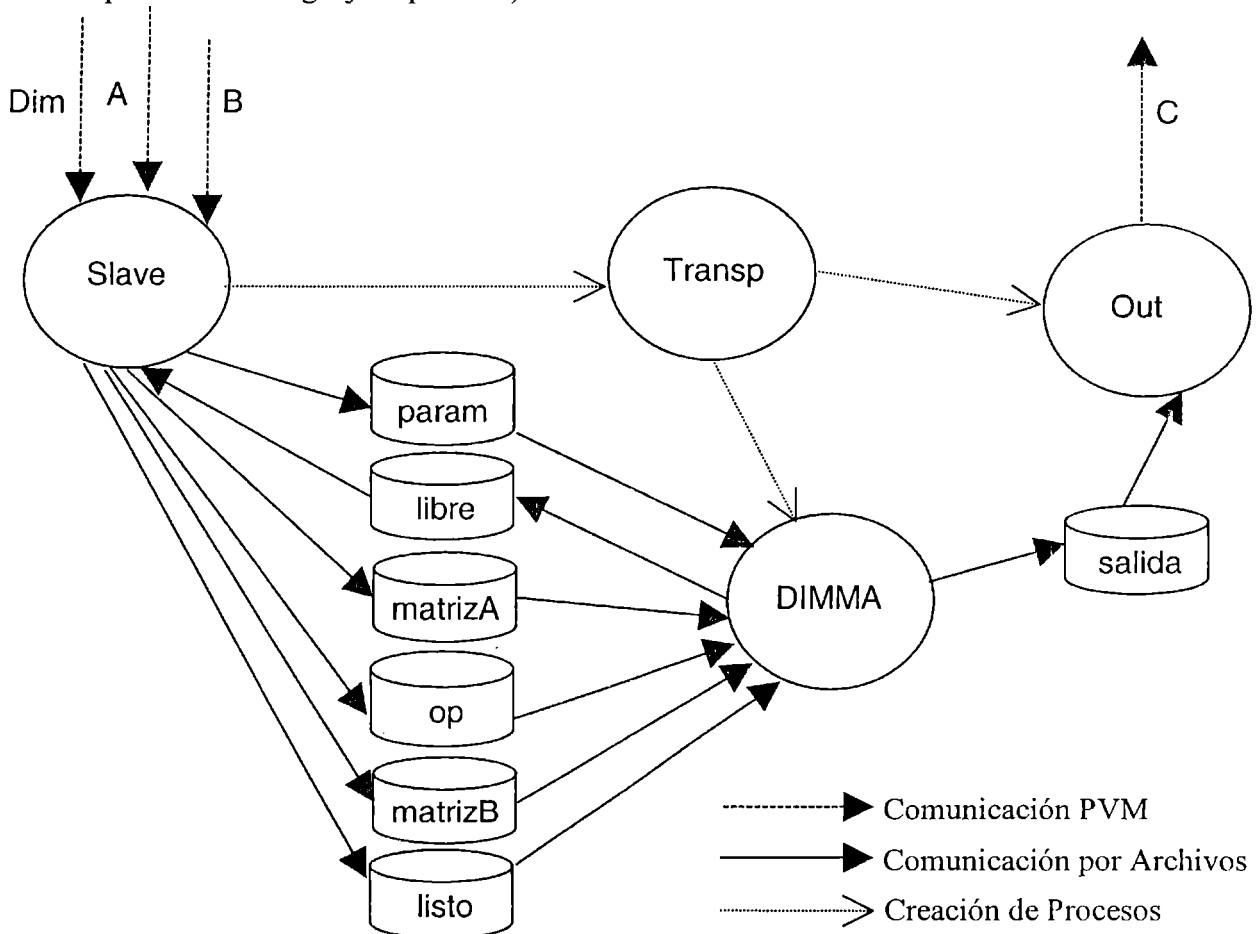 Dim
A
B
C
Slave
Transp
Out
param
libre
matrizA
op
matrizB
listo
DIMMA
salida
Comunicación PVM
Comunicación por Archivos
Creación de Procesos